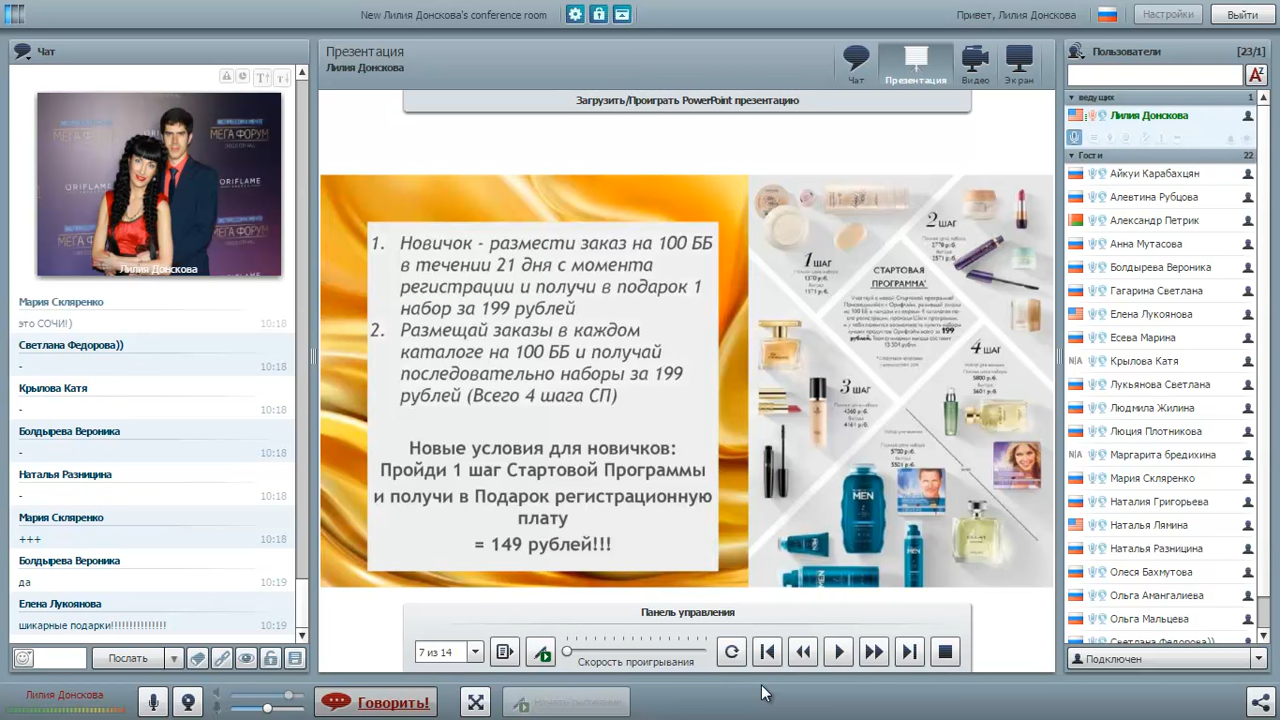 New Лилия Донскова's conference room
Привет, Лилия Донскова
Настройки
Выйти
Чат
МЕГА ФОРУМ
ORIFLAME
Лилия Донскова
Мария Скляренко
это СОЧИ!)
10:18
Светлана Федорова))
-
10:18
Крылова Катя
-
10:18
Болдырева Вероника
-
10:18
Наталья Разницина
-
10:18
Мария Скляренко
+++
10:18
Болдырева Вероника
да
10:19
Елена Лукоянова
шикарные подарки!!!!!!!!!!!!!!!
10:19
Послать
Презентация
Лилия Донскова
Чат
Презентация
Видео
Экран
Загрузить/Проиграть PowerPoint презентацию
1. Новичок - размести заказ на 100 ББ
в течении 21 дня с момента
регистрации и получи в подарок 1
набор за 199 рублей
2. Размещай заказы в каждом
каталоге на 100 ББ и получай
последовательно наборы за 199
рублей (Всего 4 шага СП)
Новые условия для новичков:
Пройди 1 шаг Стартовой Программы
и получи в Подарок регистрационную
плату
= 149 рублей!!!
1 ШАГ
2 ШАГ
СТАРТОВАЯ
ПРОГРАММА
199
3 ШАГ
4 ШАГ
MEN
Панель управления
7 из 14
Скорость проигрывания
Пользователи
[23/1]
ведущих
1
Лилия Донскова
Гости
22
Айкуи Карабахцян
Алевтина Рубцова
Александр Петрик
Анна Мутасова
Болдырева Вероника
Гагарина Светлана
Елена Лукоянова
Есева Марина
N/A Крылова Катя
Лукьянова Светлана
Людмила Жилина
Люция Плотникова
N/A Маргарита бредихина
Мария Скляренко
Наталия Григорьева
Наталья Лямина
Наталья Разницина
Олеся Бахмутова
Ольга Анангалиева
Ольга Мальцева
Светлана Федорова))
Подключен
Лилия Донскова
Говорить!